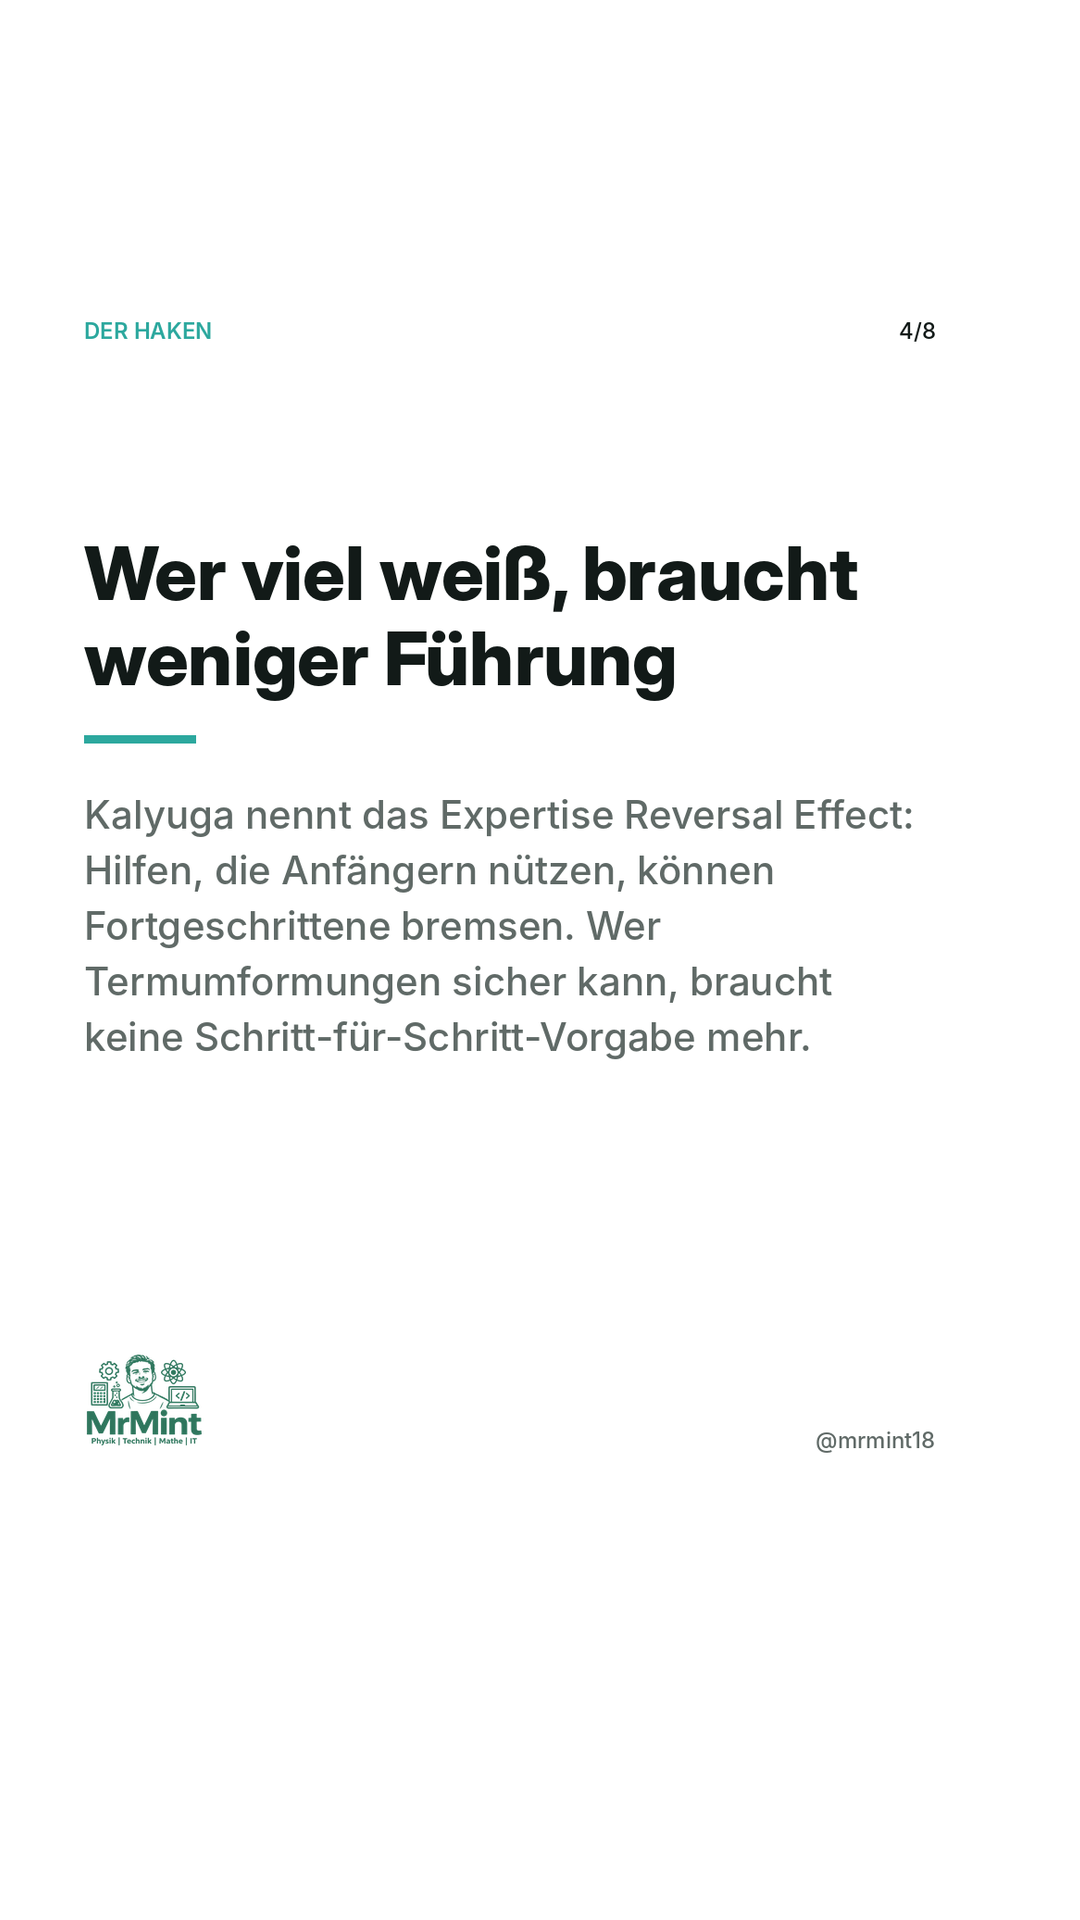 DER HAKEN
4/8
Wer viel weiß, braucht
weniger Führung
Kalyuga nennt das Expertise Reversal Effect:
Hilfen, die Anfängern nützen, können
Fortgeschrittene bremsen. Wer
Termumformungen sicher kann, braucht
keine Schritt-für-Schritt-Vorgabe mehr.
</>
MrMint
Physik | Technik | Mathe | IT
@mrmint18